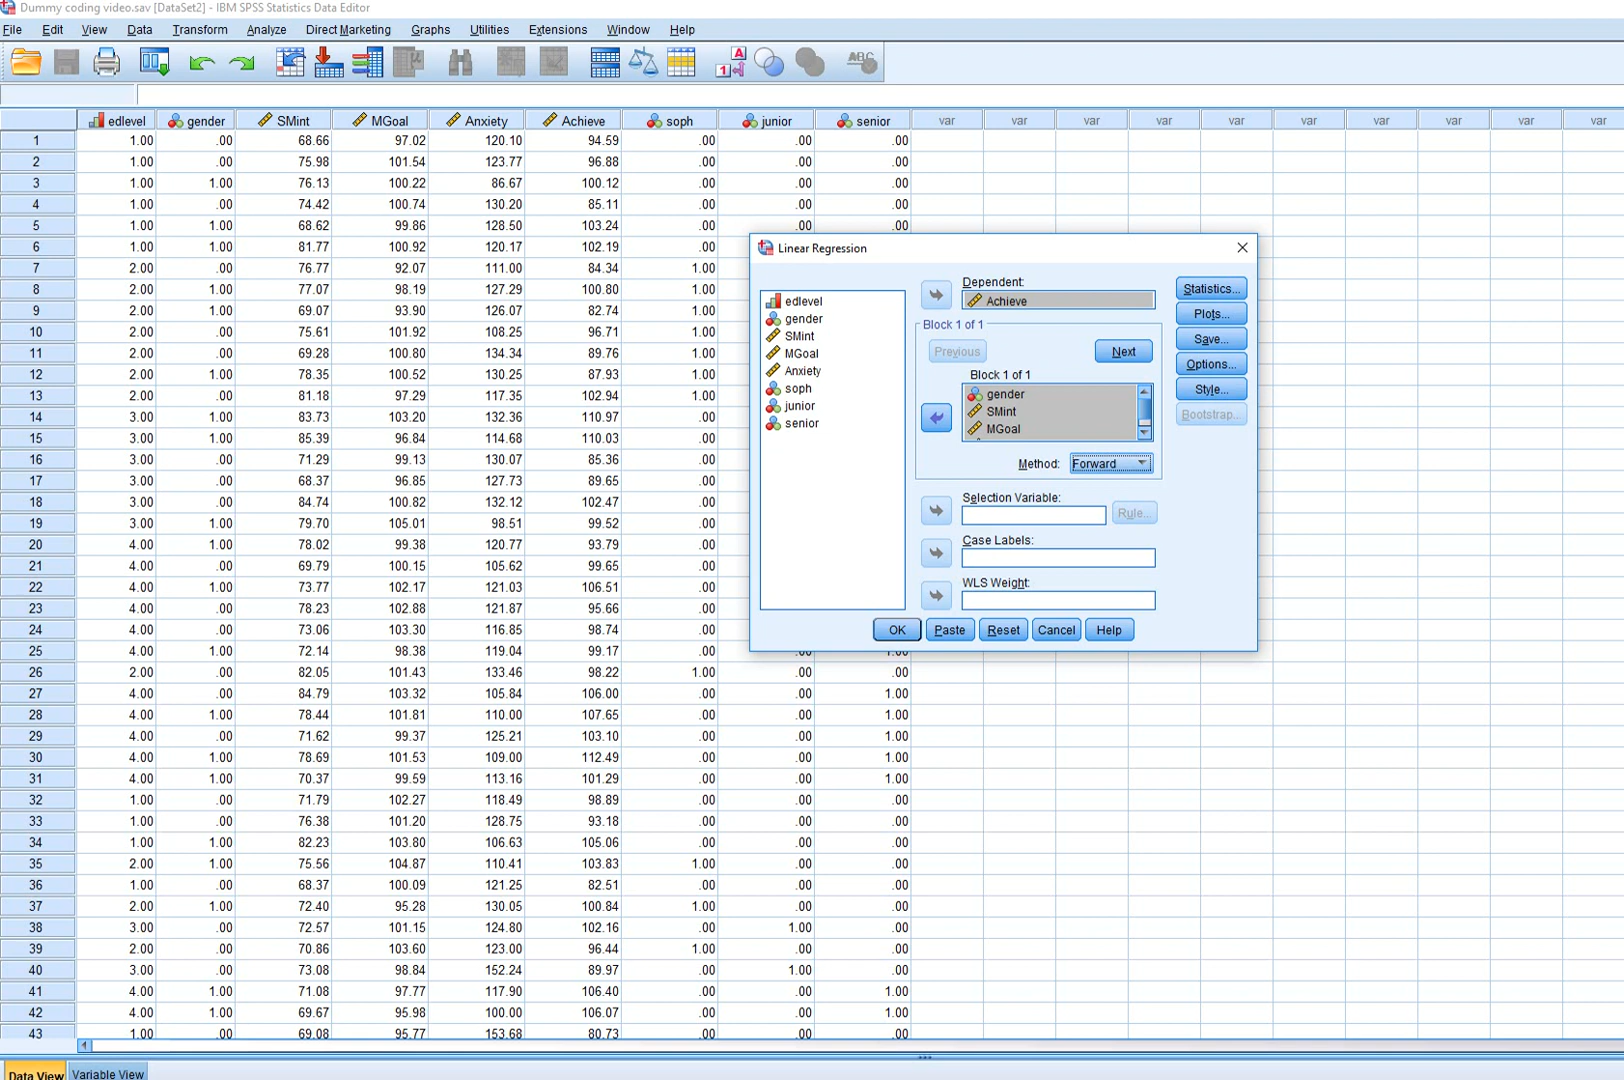 Dummy coding video.sav [DataSet2] - IBM SPSS Statistics Data Editor
File Edit View Data Transform Analyze Direct Marketing Graphs Utilities Extensions Window Help
edlevel gender SMint MGoal Anxiety Achieve soph junior senior var var var var var var var var var var
1 1.00 .00 68.66 97.02 120.10 94.59 .00 .00 .00
2 1.00 .00 75.98 101.54 123.77 96.88 .00 .00 .00
3 1.00 1.00 76.13 100.22 86.67 100.12 .00 .00 .00
4 1.00 .00 74.42 100.74 130.20 85.11 .00 .00 .00
5 1.00 1.00 68.62 99.86 128.50 103.24 .00 .00 .00
6 1.00 1.00 81.77 100.92 120.17 102.19 .00
7 2.00 .00 76.77 92.07 111.00 84.34 1.00
8 2.00 1.00 77.07 98.19 127.29 100.80 1.00
9 2.00 1.00 69.07 93.90 126.07 82.74 1.00
10 2.00 .00 75.61 101.92 108.25 96.71 1.00
11 2.00 .00 69.28 100.80 134.34 89.76 1.00
12 2.00 .00 78.35 100.52 130.25 87.93 1.00
13 2.00 .00 81.18 97.29 117.35 102.94 1.00
14 3.00 1.00 83.73 103.20 132.36 110.97 .00
15 3.00 1.00 85.39 96.84 114.68 110.03 .00
16 3.00 .00 71.29 99.13 130.07 85.36 .00
17 3.00 .00 68.37 96.85 127.73 89.65 .00
18 3.00 .00 84.74 100.82 132.12 102.47 .00
19 3.00 1.00 79.70 105.01 98.51 99.52 .00
20 4.00 1.00 78.02 99.38 120.77 93.79 .00
21 4.00 .00 69.79 100.15 105.62 99.65 .00
22 4.00 1.00 73.77 102.17 121.03 106.51 .00
23 4.00 .00 78.23 102.88 121.87 95.66 .00
24 4.00 .00 73.06 103.30 116.85 98.74 .00
25 4.00 1.00 72.14 98.38 119.04 99.17 .00 .00 1.00
26 2.00 .00 82.05 101.43 133.46 98.22 1.00 .00 .00
27 4.00 .00 84.79 103.32 105.84 106.00 .00 .00 1.00
28 4.00 1.00 78.44 101.81 110.00 107.65 .00 .00 1.00
29 4.00 .00 71.62 99.37 125.21 103.10 .00 .00 1.00
30 4.00 1.00 78.69 101.53 109.00 112.49 .00 .00 1.00
31 4.00 1.00 70.37 99.59 113.16 101.29 .00 .00 1.00
32 1.00 .00 71.79 102.27 118.49 98.89 .00 .00 .00
33 1.00 .00 76.38 101.20 128.75 93.18 .00 .00 .00
34 1.00 1.00 82.23 103.80 106.63 105.06 .00 .00 .00
35 2.00 1.00 75.56 104.87 110.41 103.83 1.00 .00 .00
36 1.00 .00 68.37 100.09 121.25 82.51 .00 .00 .00
37 2.00 1.00 72.40 95.28 130.05 100.84 1.00 .00 .00
38 3.00 .00 72.57 101.15 124.80 102.16 .00 1.00 .00
39 2.00 .00 70.86 103.60 123.00 96.44 1.00 .00 .00
40 3.00 .00 73.08 98.84 152.24 89.97 .00 1.00 .00
41 4.00 1.00 71.08 97.77 117.90 106.40 .00 .00 1.00
42 4.00 1.00 69.67 95.98 100.00 106.07 .00 .00 1.00
43 1.00 .00 69.08 95.77 153.68 80.73 .00 .00 .00
Data View Variable View
Linear Regression
edlevel
gender
SMint
MGoal
Anxiety
soph
junior
senior
Dependent:
Achieve
Block 1 of 1
Previous Next
Block 1 of 1
gender
SMint
MGoal
Method: Forward
Selection Variable:
Rule...
Case Labels:
WLS Weight:
Statistics...
Plots...
Save...
Options...
Style...
Bootstrap...
OK Paste Reset Cancel Help